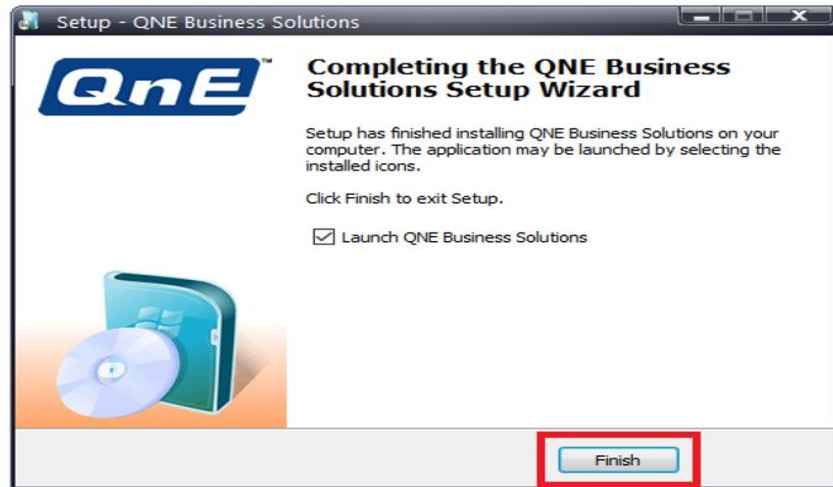 Setup - QNE Business Solutions
QnE™
Completing the QNE Business
Solutions Setup Wizard
Setup has finished installing QNE Business Solutions on your
computer. The application may be launched by selecting the
installed icons.
Click Finish to exit Setup.
Launch QNE Business Solutions
Finish